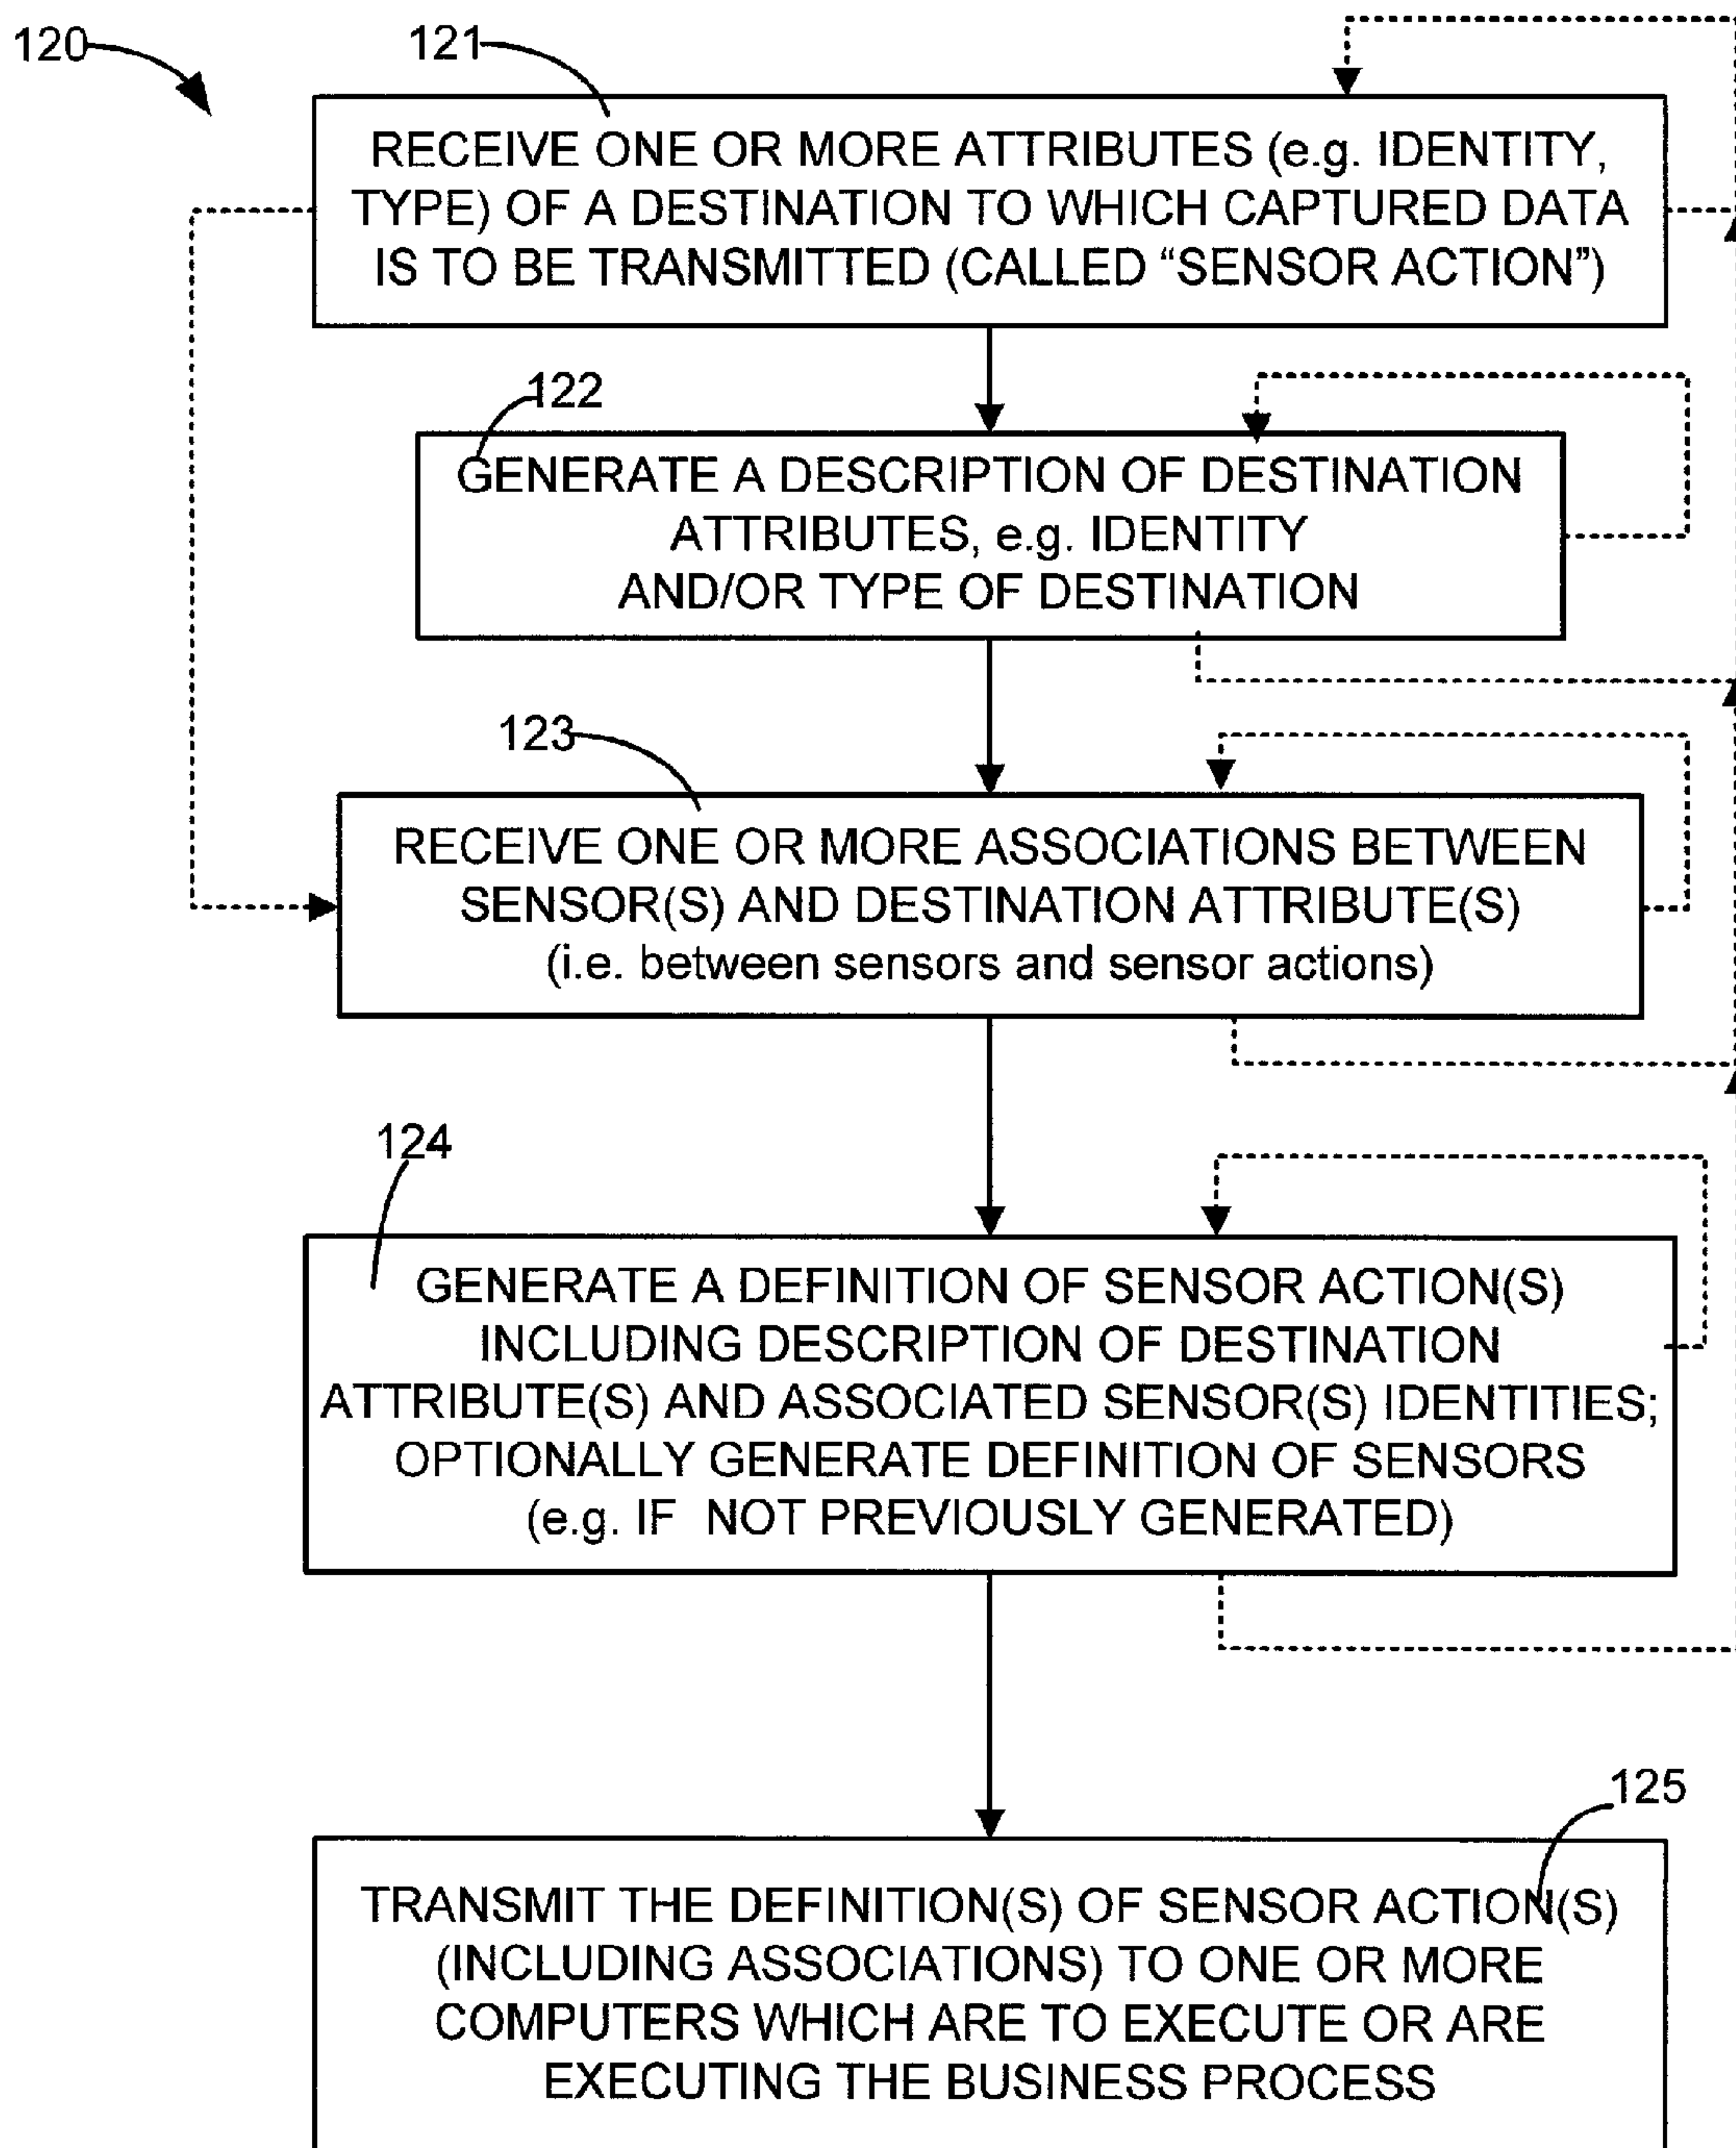 120
121
RECEIVE ONE OR MORE ATTRIBUTES (e.g. IDENTITY,
TYPE) OF A DESTINATION TO WHICH CAPTURED DATA
IS TO BE TRANSMITTED (CALLED “SENSOR ACTION”)
122
GENERATE A DESCRIPTION OF DESTINATION
ATTRIBUTES, e.g. IDENTITY
AND/OR TYPE OF DESTINATION
123
RECEIVE ONE OR MORE ASSOCIATIONS BETWEEN
SENSOR(S) AND DESTINATION ATTRIBUTE(S)
(i.e. between sensors and sensor actions)
124
GENERATE A DEFINITION OF SENSOR ACTION(S)
INCLUDING DESCRIPTION OF DESTINATION
ATTRIBUTE(S) AND ASSOCIATED SENSOR(S) IDENTITIES;
OPTIONALLY GENERATE DEFINITION OF SENSORS
(e.g. IF NOT PREVIOUSLY GENERATED)
125
TRANSMIT THE DEFINITION(S) OF SENSOR ACTION(S)
(INCLUDING ASSOCIATIONS) TO ONE OR MORE
COMPUTERS WHICH ARE TO EXECUTE OR ARE
EXECUTING THE BUSINESS PROCESS